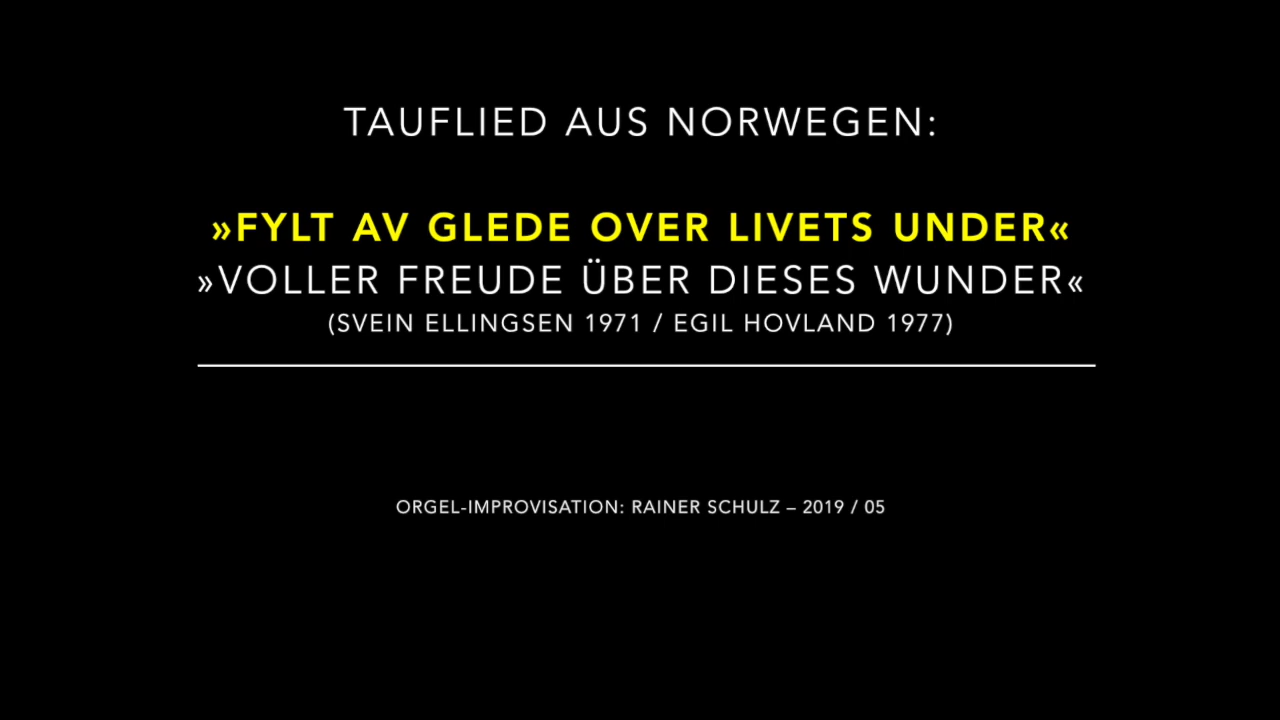 TAUFLIED AUS NORWEGEN:
»FYLT AV GLEDE OVER LIVETS UNDER«
»VOLLER FREUDE ÜBER DIESES WUNDER«
(SVEIN ELLINGSEN 1971 / EGIL HOVLAND 1977)
ORGEL-IMPROVISATION: RAINER SCHULZ – 2019 / 05